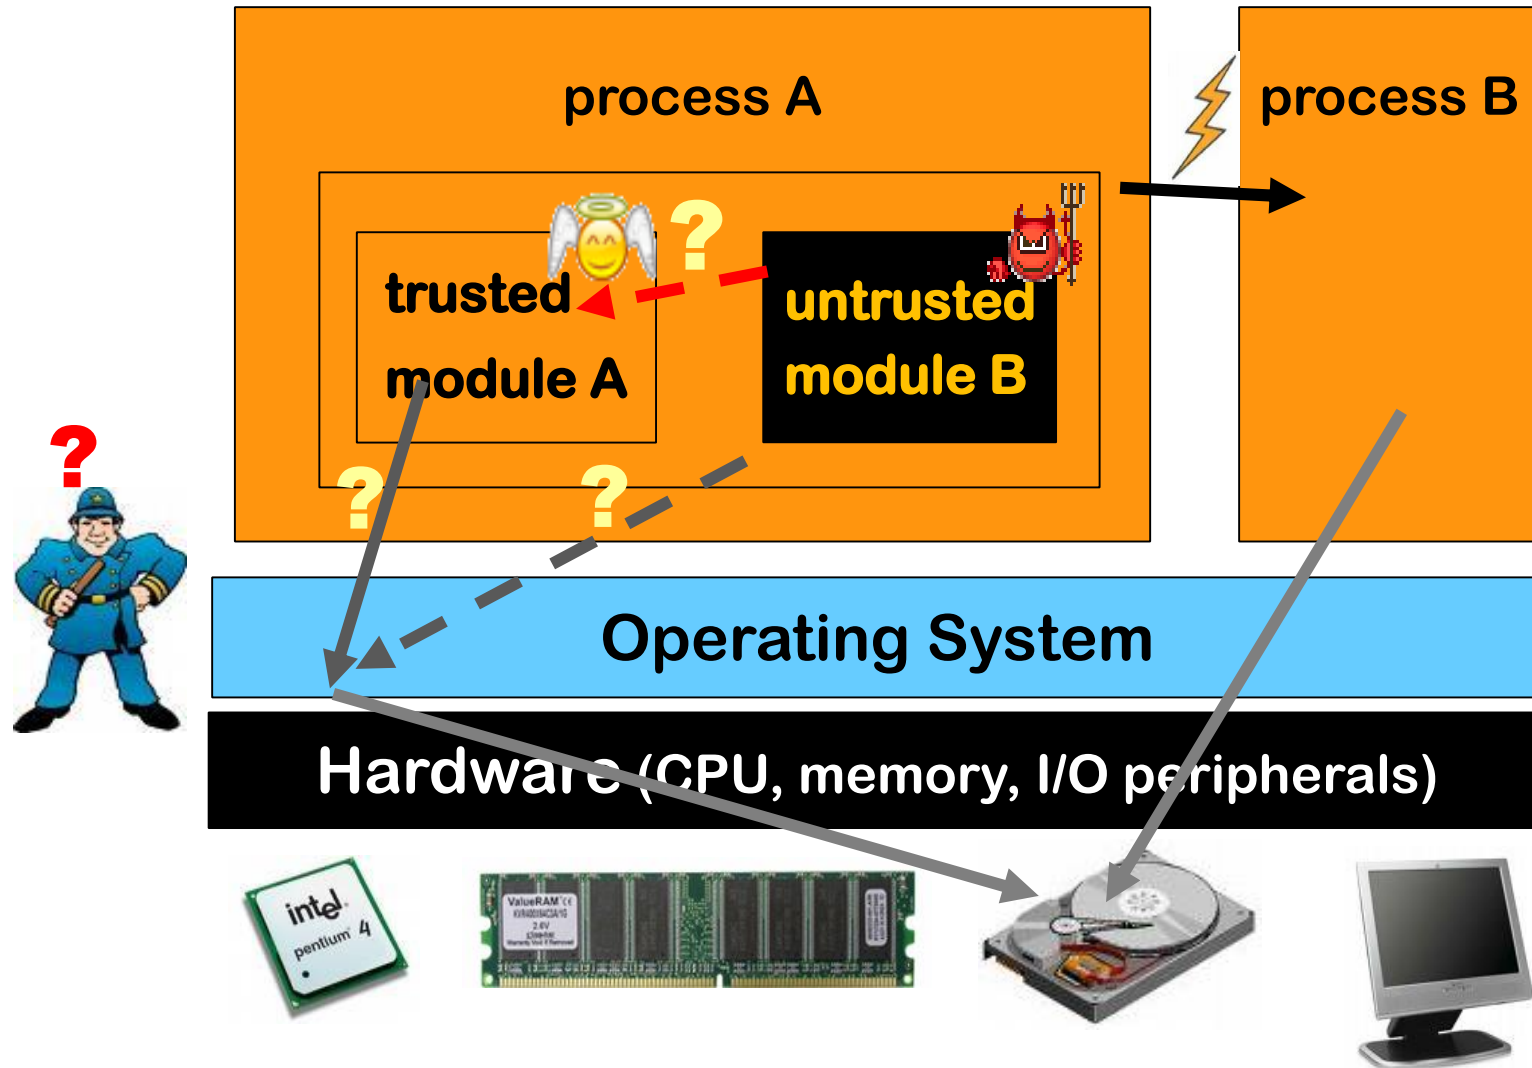 process A
process B
?
trusted
module A
untrusted
module B
?
?
?
Operating System
Hardware (CPU, memory, I/O peripherals)
intel.
pentium 4
ValueRAM